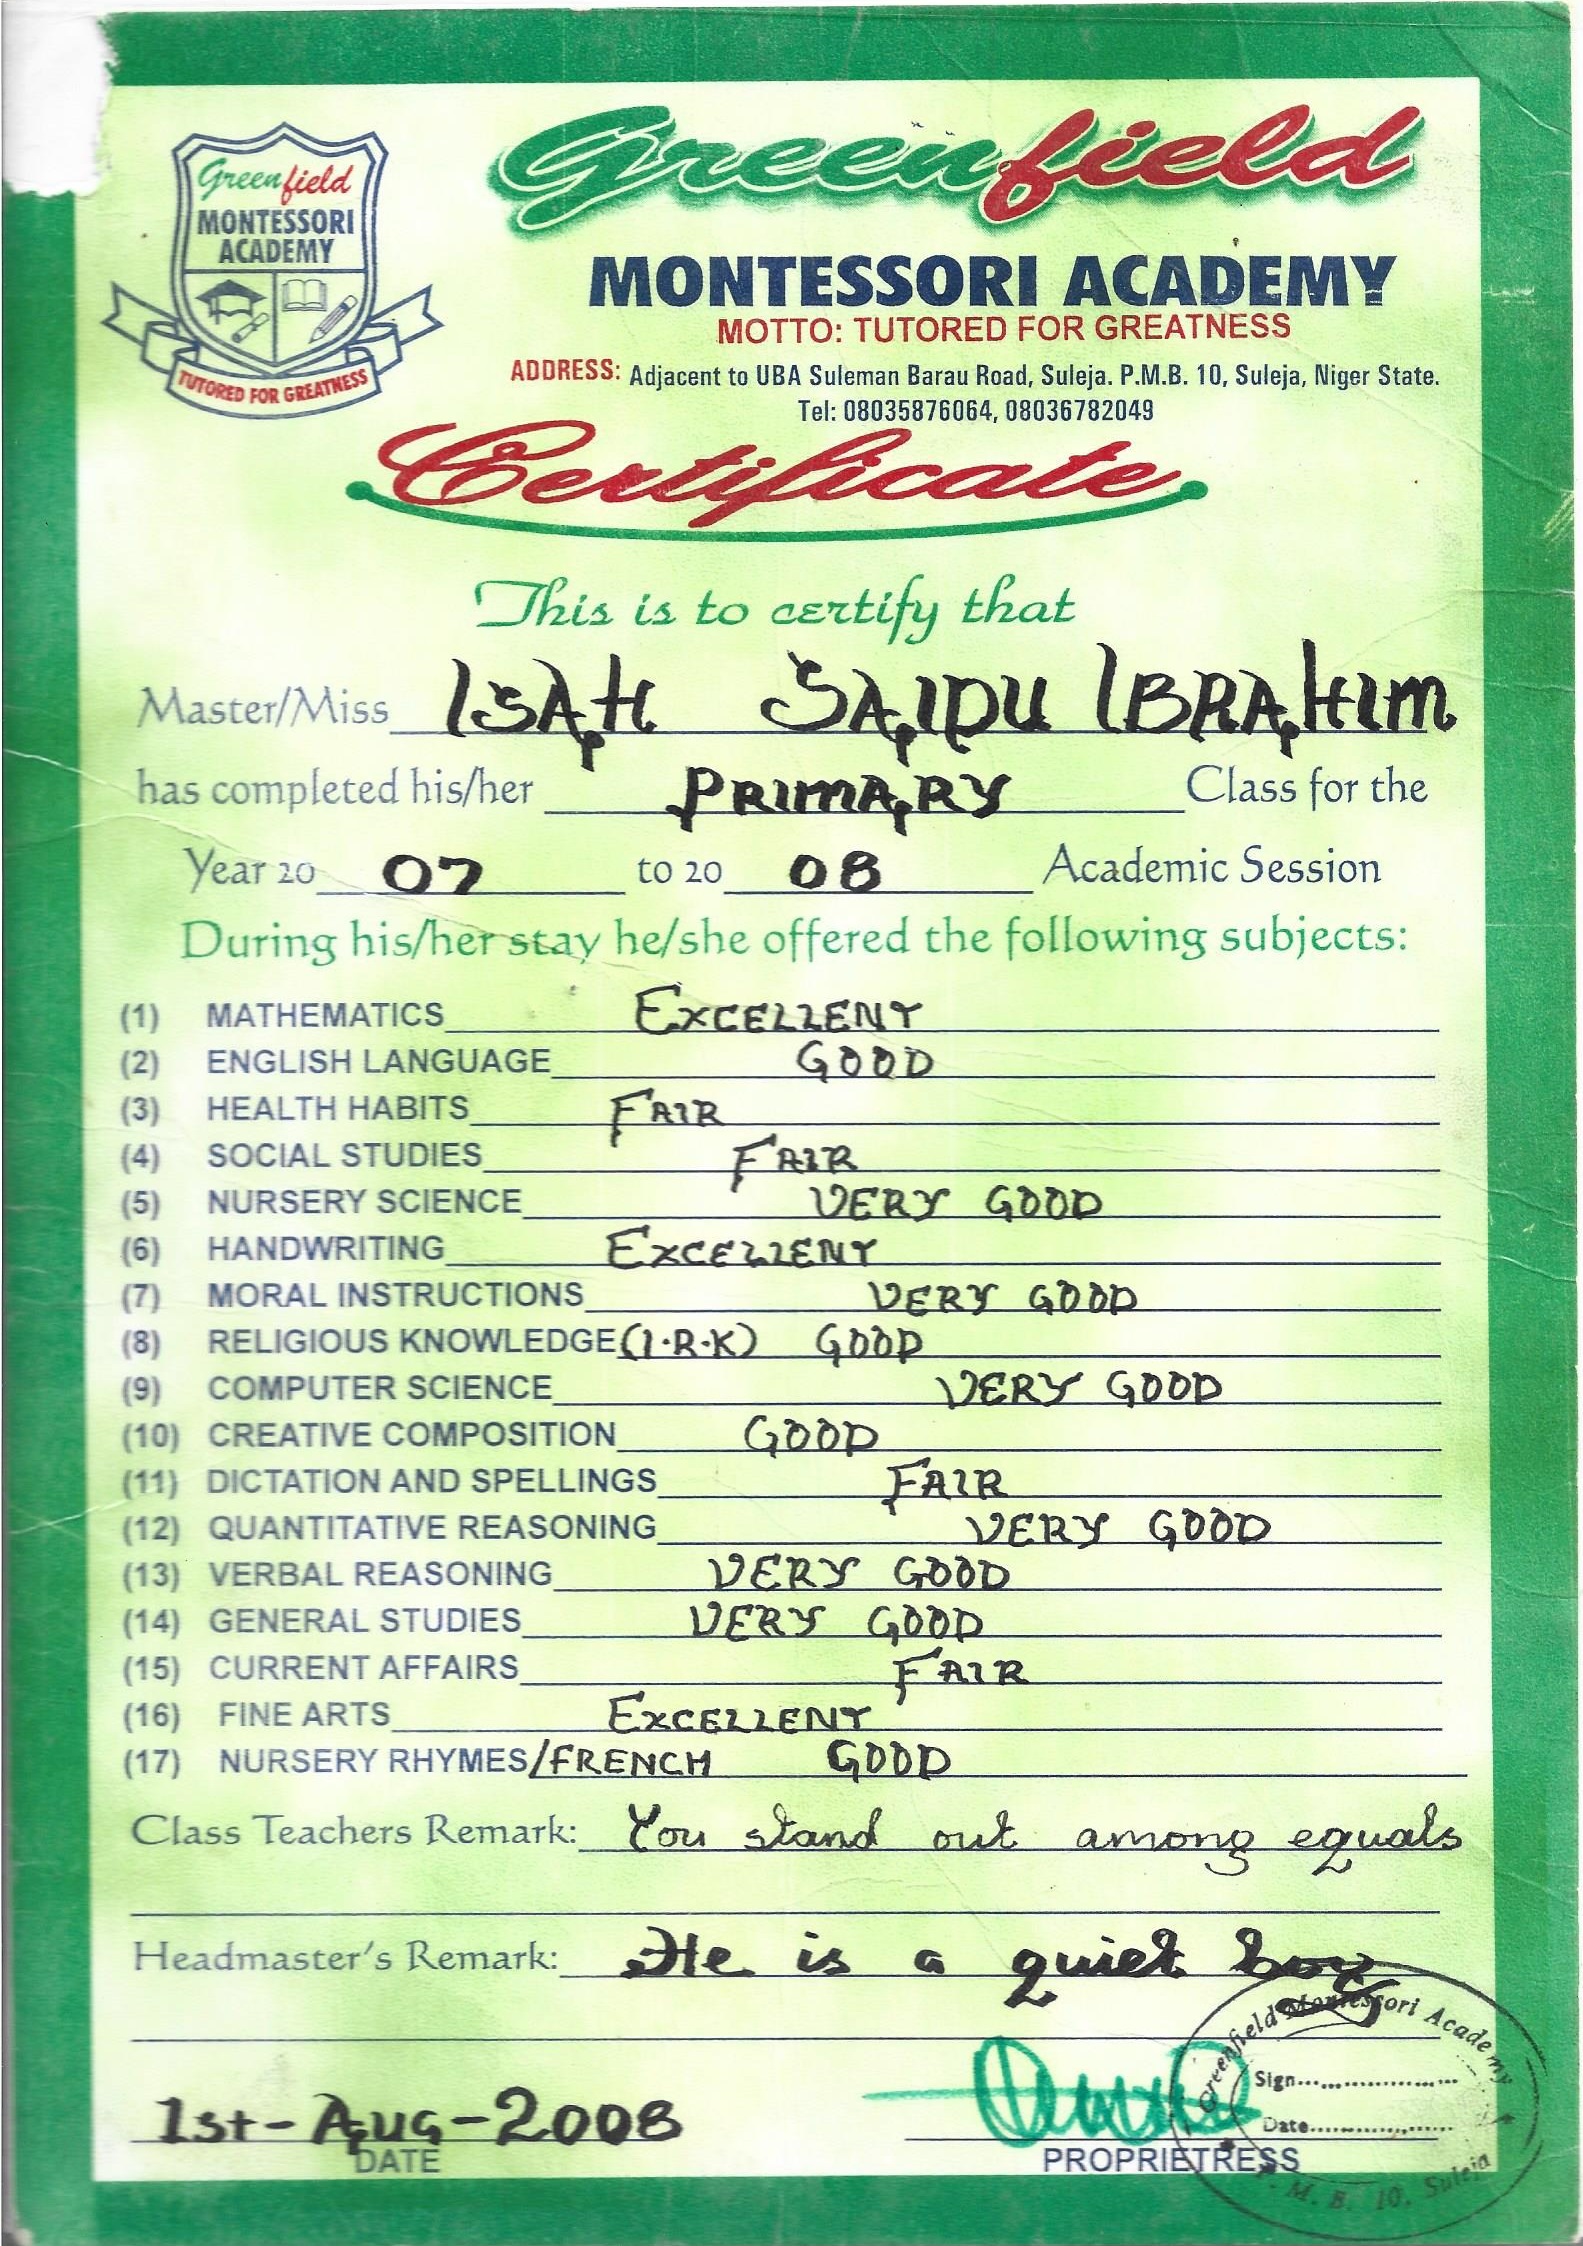 Greenfield
MONTESSORI
ACADEMY
TUTORED FOR GREATNESS
Greenfield
MONTESSORI ACADEMY
MOTTO: TUTORED FOR GREATNESS
ADDRESS: Adjacent to UBA Suleman Barau Road, Suleja. P.M.B. 10, Suleja, Niger State.
Tel: 08035876064, 08036782049
Certificate
This is to certify that
Master/Miss ISAH SAIDU IBRAHIM
has completed his/her PRIMARY Class for the
Year 20 07 to 20 08 Academic Session
During his/her stay he/she offered the following subjects:
(1) MATHEMATICS EXCELLENT
(2) ENGLISH LANGUAGE GOOD
(3) HEALTH HABITS FAIR
(4) SOCIAL STUDIES FAIR
(5) NURSERY SCIENCE VERY GOOD
(6) HANDWRITING EXCELLENT
(7) MORAL INSTRUCTIONS VERY GOOD
(8) RELIGIOUS KNOWLEDGE (I.R.K) GOOD
(9) COMPUTER SCIENCE VERY GOOD
(10) CREATIVE COMPOSITION GOOD
(11) DICTATION AND SPELLINGS FAIR
(12) QUANTITATIVE REASONING VERY GOOD
(13) VERBAL REASONING VERY GOOD
(14) GENERAL STUDIES VERY GOOD
(15) CURRENT AFFAIRS FAIR
(16) FINE ARTS EXCELLENT
(17) NURSERY RHYMES/FRENCH GOOD
Class Teachers Remark: You stand out among equals
Headmaster's Remark: He is a quiet boy
Greenfield Montessori Academy
Sign..................
Date..................
P.M.B. 10, Suleja
1st-Aug-2008
DATE
PROPRIETRESS